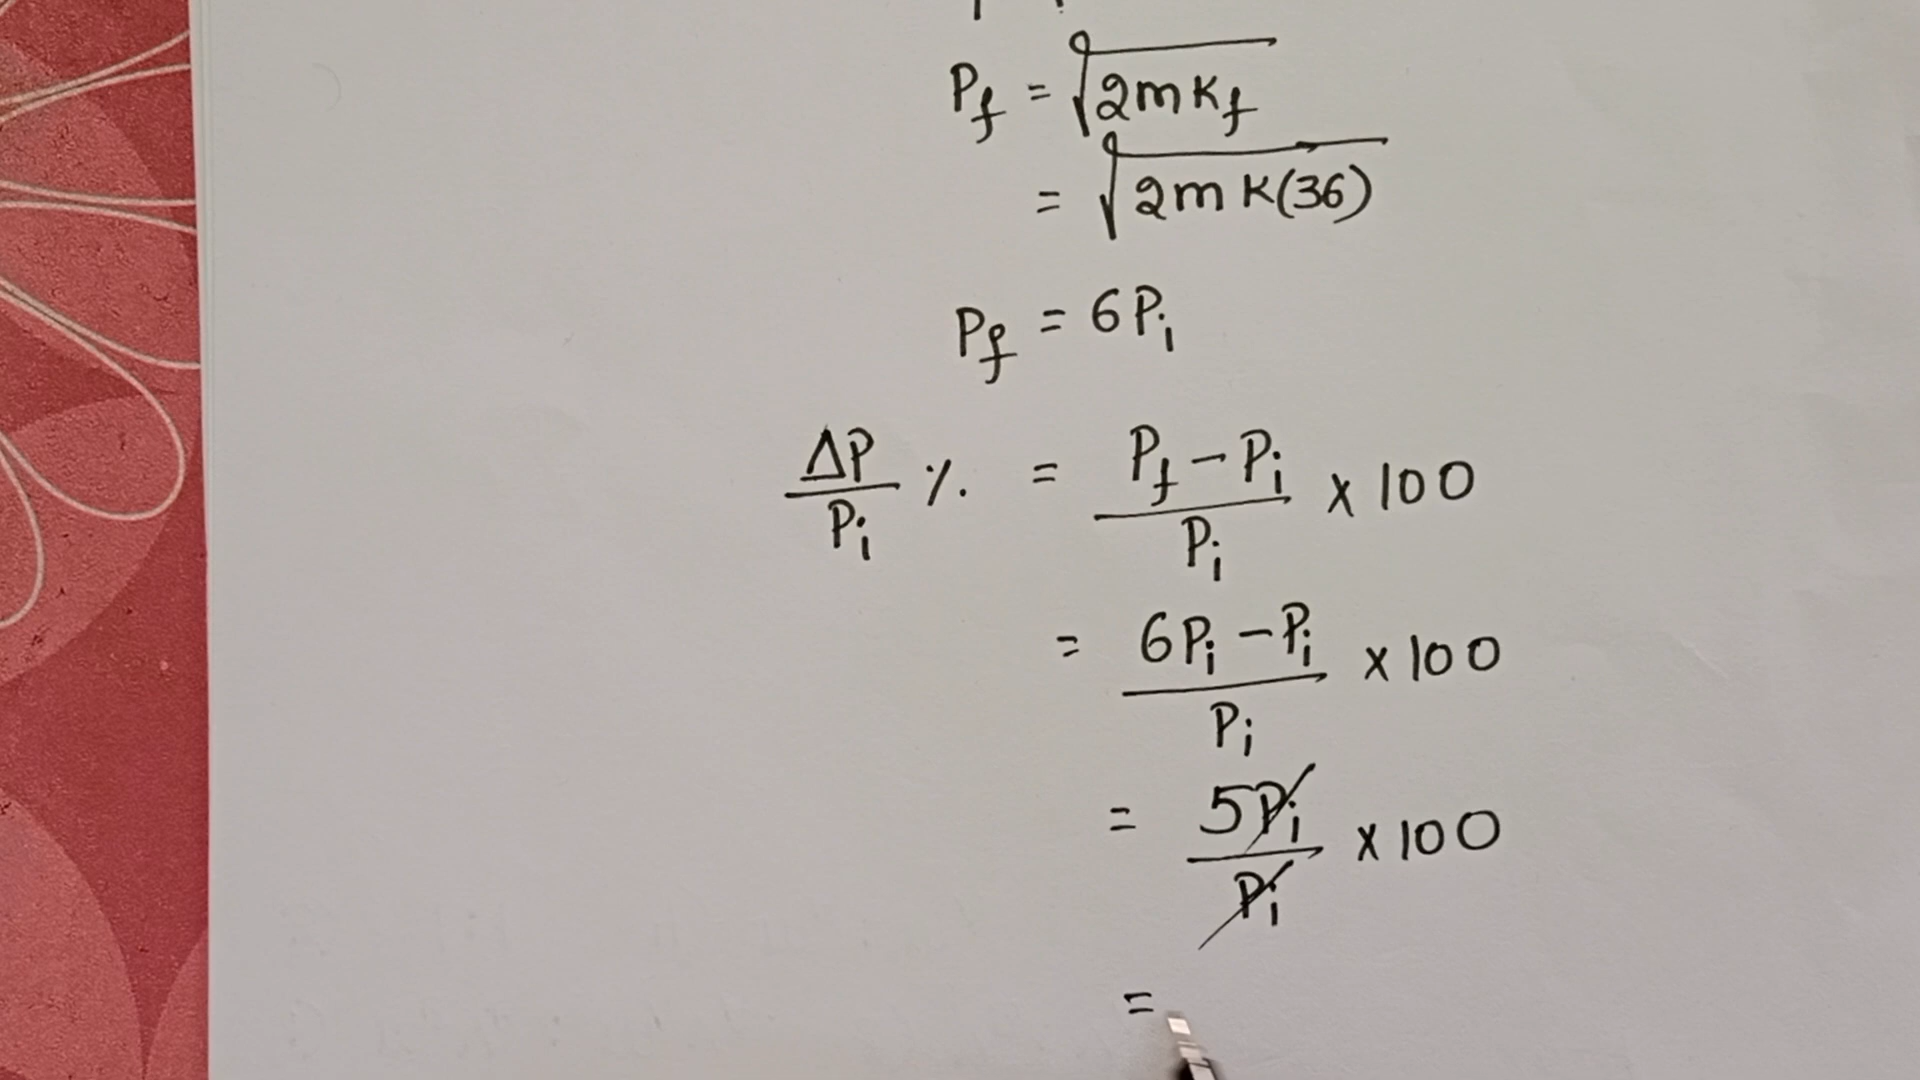 P_f = √2mK_f
= √2mK(36)
P_f = 6P_i
ΔP/P_i % = P_f - P_i/P_i x 100
= 6P_i - P_i/P_i x 100
= 5P_i/P_i x 100
=